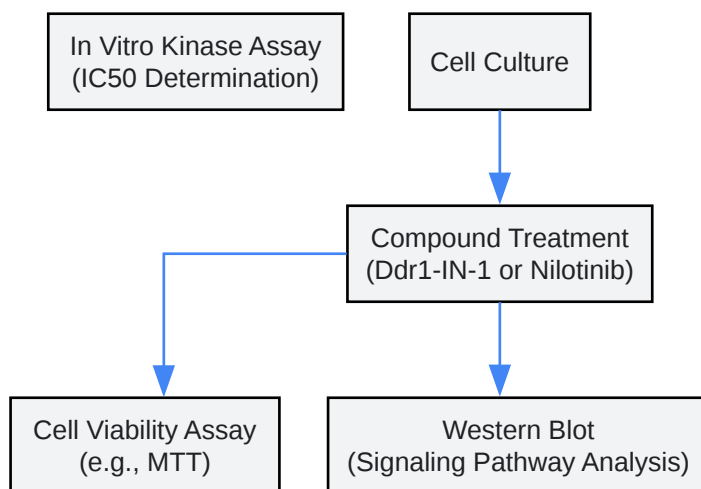 In Vitro Kinase Assay
(IC50 Determination)
Cell Culture
Compound Treatment
(Ddr1-IN-1 or Nilotinib)
Cell Viability Assay
(e.g., MTT)
Western Blot
(Signaling Pathway Analysis)